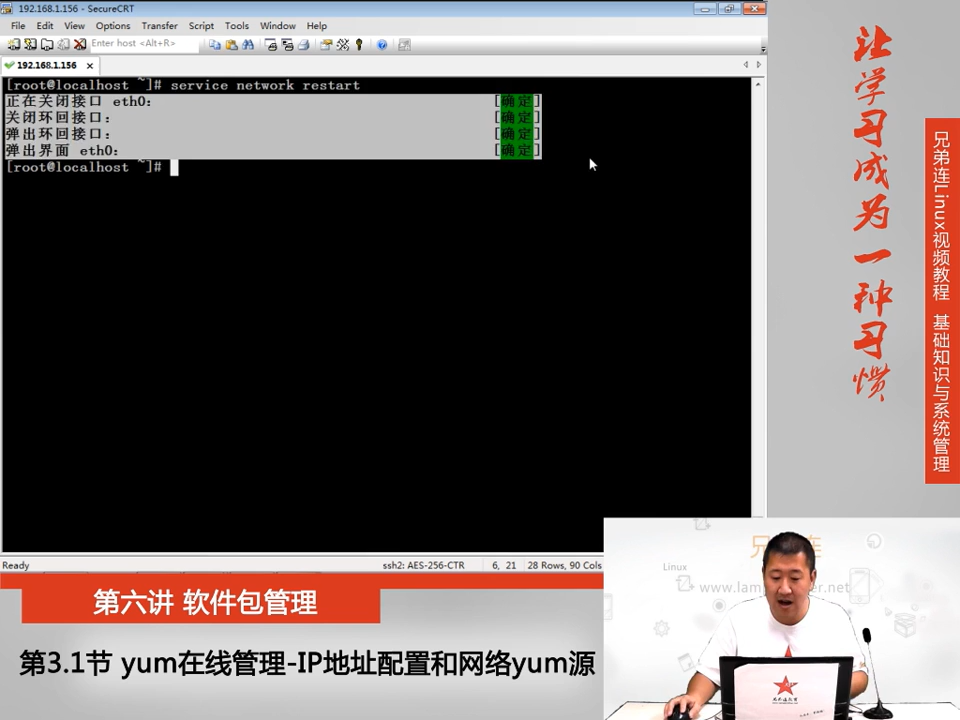 192.168.1.156 - SecureCRT
File Edit View Options Transfer Script Tools Window Help
Enter host <Alt+R>
192.168.1.156
[root@localhost ~]# service network restart
正在关闭接口 eth0： [确定]
关闭环回接口： [确定]
弹出环回接口： [确定]
弹出界面 eth0： [确定]
[root@localhost ~]#
Ready ssh2: AES-256-CTR 6, 21 28 Rows, 90 Cols
让学习成为一种习惯
兄弟连Linux视频教程 基础知识与系统管理
第六讲 软件包管理
第3.1节 yum在线管理-IP地址配置和网络yum源
Linux